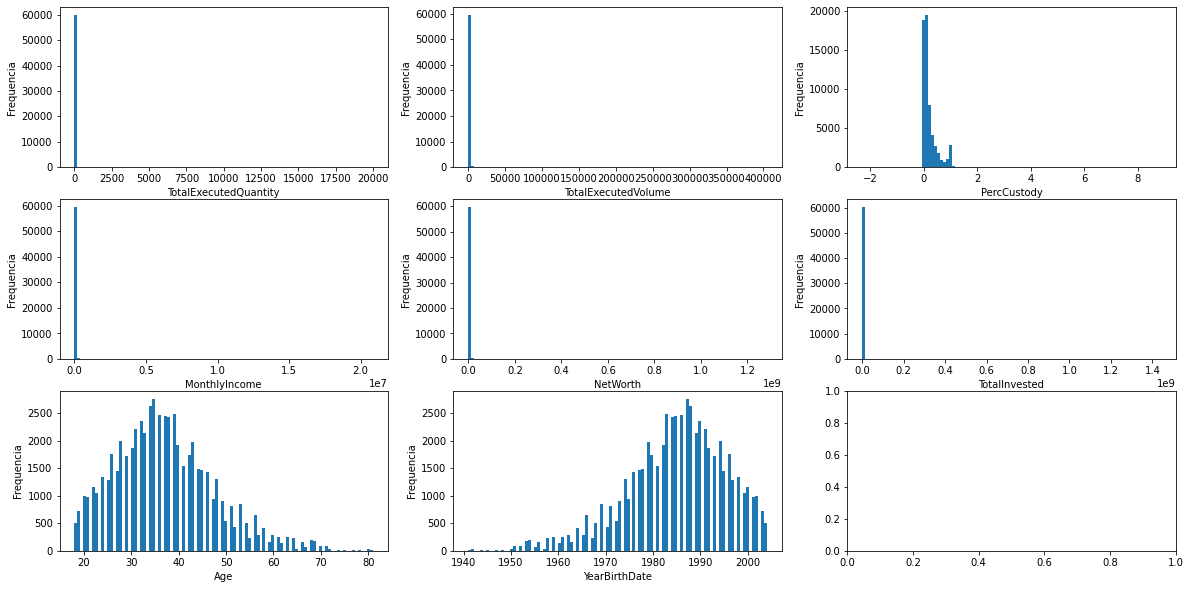 60000
50000
40000
30000
20000
10000
0
Frequencia
0 2500 5000 7500 10000 12500 15000 17500 20000
TotalExecutedQuantity
60000
50000
40000
30000
20000
10000
0
Frequencia
0 50000 100000 150000 200000 250000 300000 350000 400000
TotalExecutedVolume
20000
15000
10000
5000
0
Frequencia
−2 0 2 4 6 8
PercCustody
60000
50000
40000
30000
20000
10000
0
Frequencia
0.0 0.5 1.0 1.5 2.0
MonthlyIncome
1e7
60000
50000
40000
30000
20000
10000
0
Frequencia
0.0 0.2 0.4 0.6 0.8 1.0 1.2
NetWorth
1e9
60000
50000
40000
30000
20000
10000
0
Frequencia
0.0 0.2 0.4 0.6 0.8 1.0 1.2 1.4
TotalInvested
1e9
2500
2000
1500
1000
500
0
Frequencia
20 30 40 50 60 70 80
Age
2500
2000
1500
1000
500
0
Frequencia
1940 1950 1960 1970 1980 1990 2000
YearBirthDate
1.0
0.8
0.6
0.4
0.2
0.0
0.0 0.2 0.4 0.6 0.8 1.0